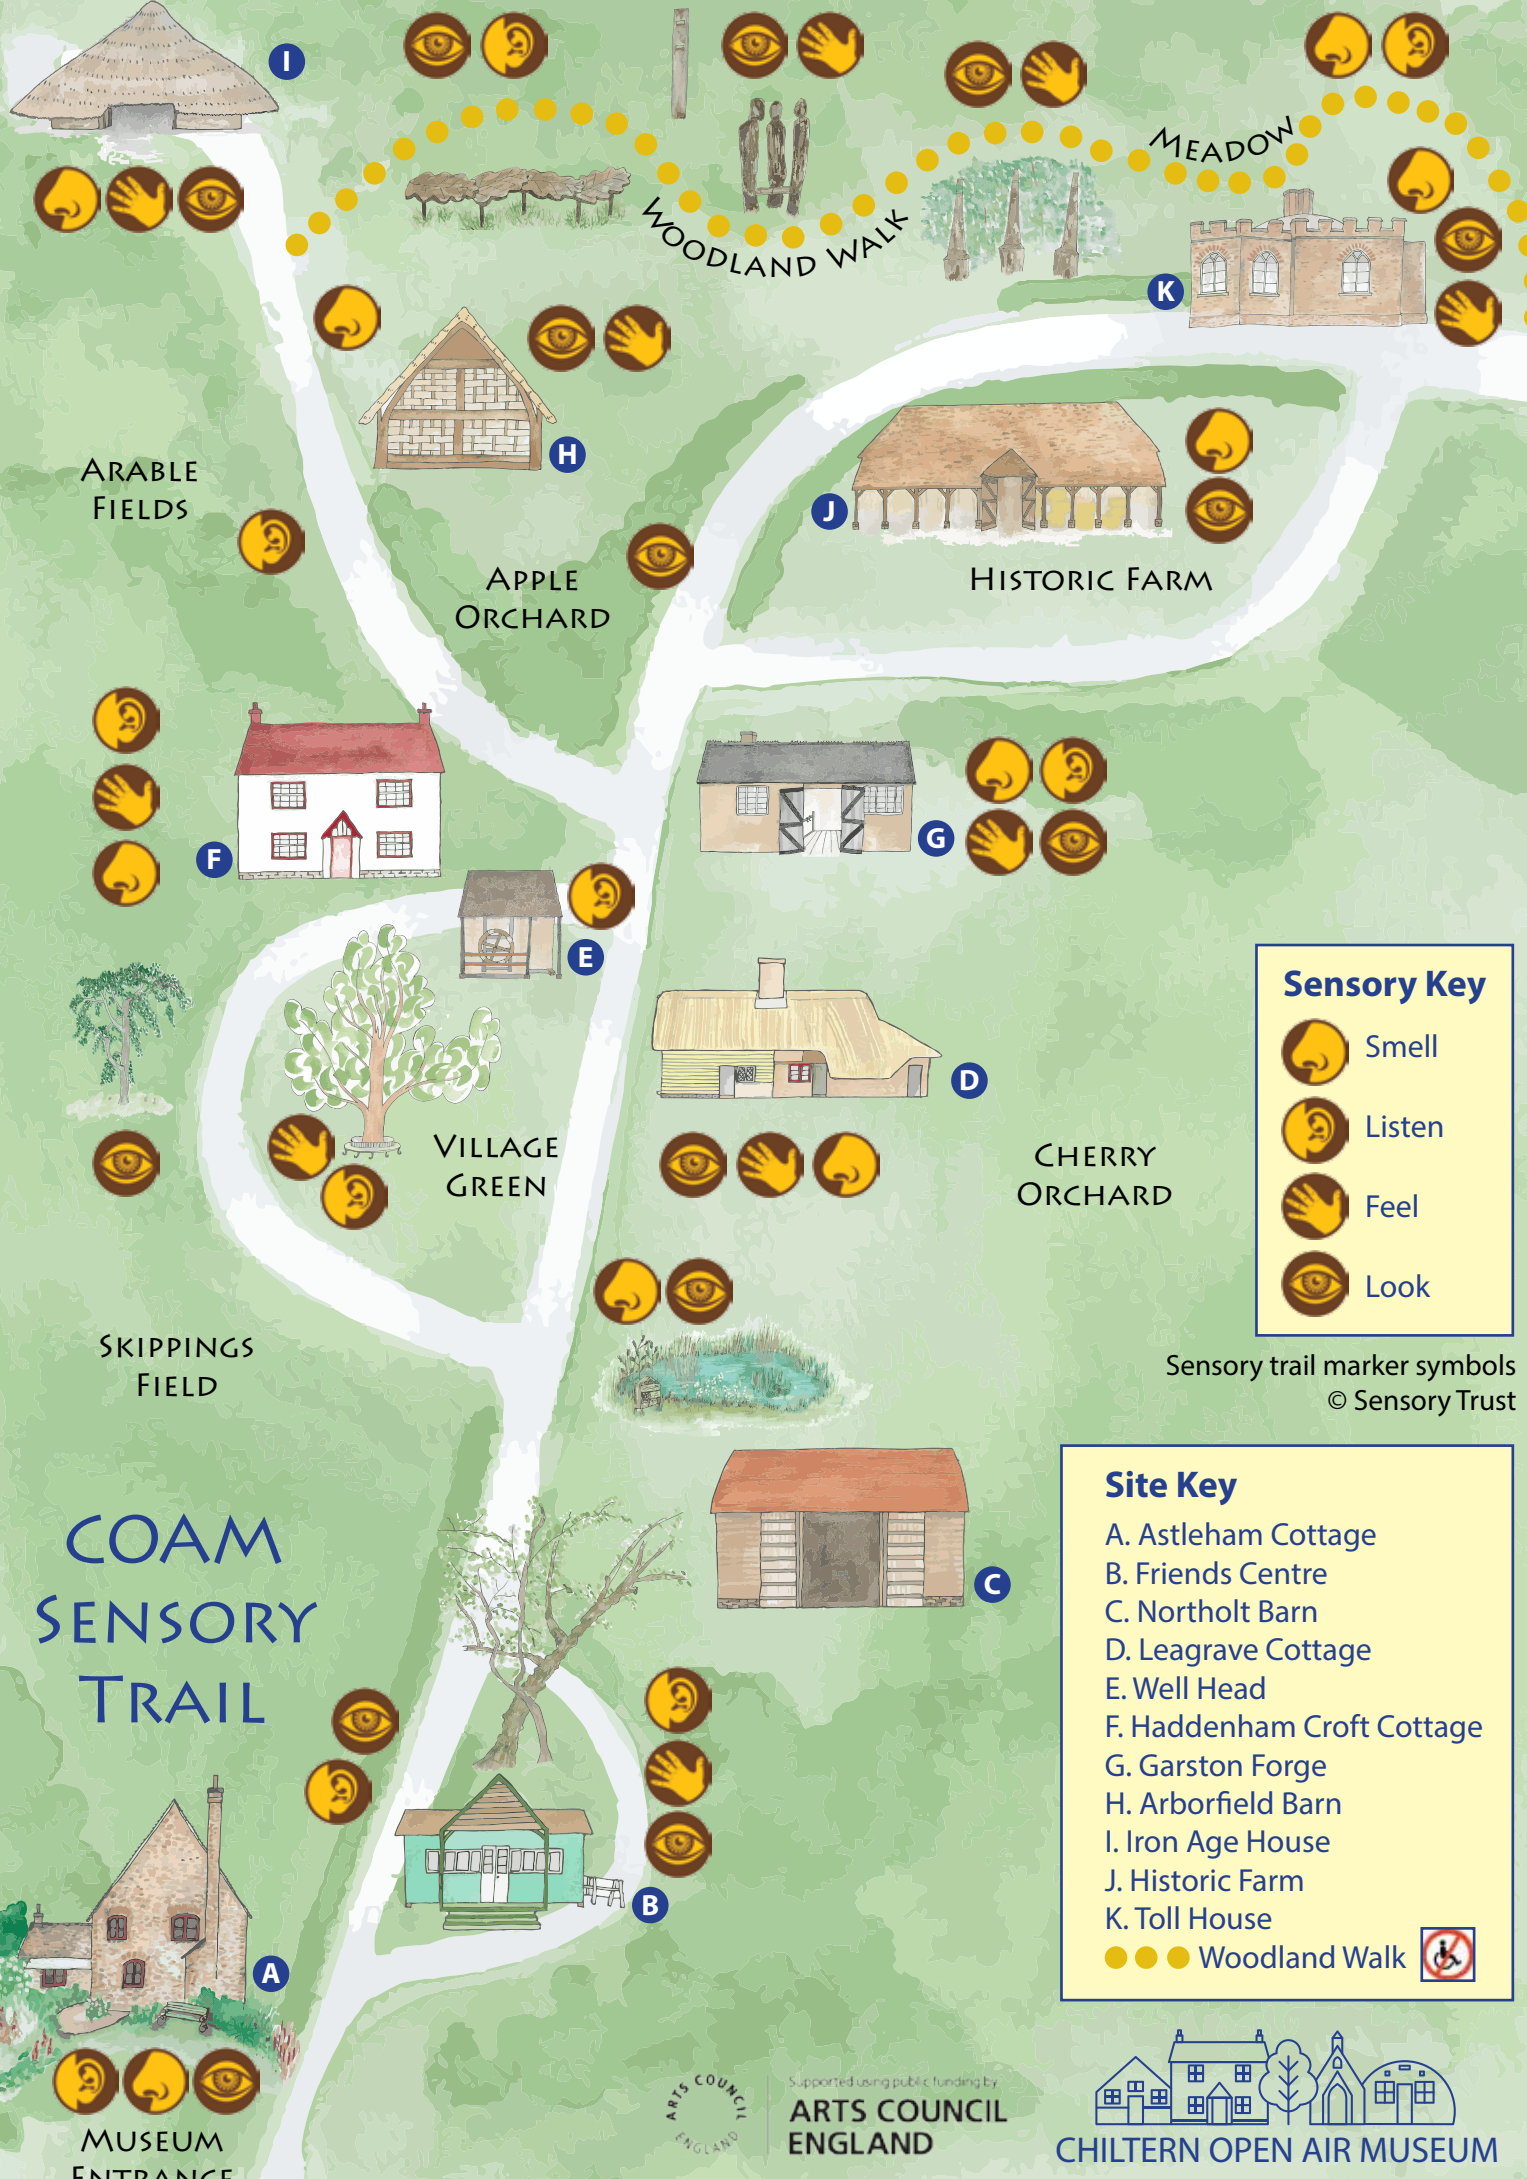 I
MEADOW
WOODLAND WALK
K
H
ARABLE
FIELDS
J
APPLE
ORCHARD
HISTORIC FARM
F
G
E
D
VILLAGE
GREEN
CHERRY
ORCHARD
Sensory Key
Smell
Listen
Feel
Look
Sensory trail marker symbols
© Sensory Trust
SKIPPINGS
FIELD
COAM
SENSORY
TRAIL
C
Site Key
A. Astleham Cottage
B. Friends Centre
C. Northolt Barn
D. Leagrave Cottage
E. Well Head
F. Haddenham Croft Cottage
G. Garston Forge
H. Arborfield Barn
I. Iron Age House
J. Historic Farm
K. Toll House
Woodland Walk
B
A
MUSEUM
ENTRANCE
ARTS COUNCIL
ENGLAND
Supported using public funding by
ARTS COUNCIL
ENGLAND
CHILTERN OPEN AIR MUSEUM